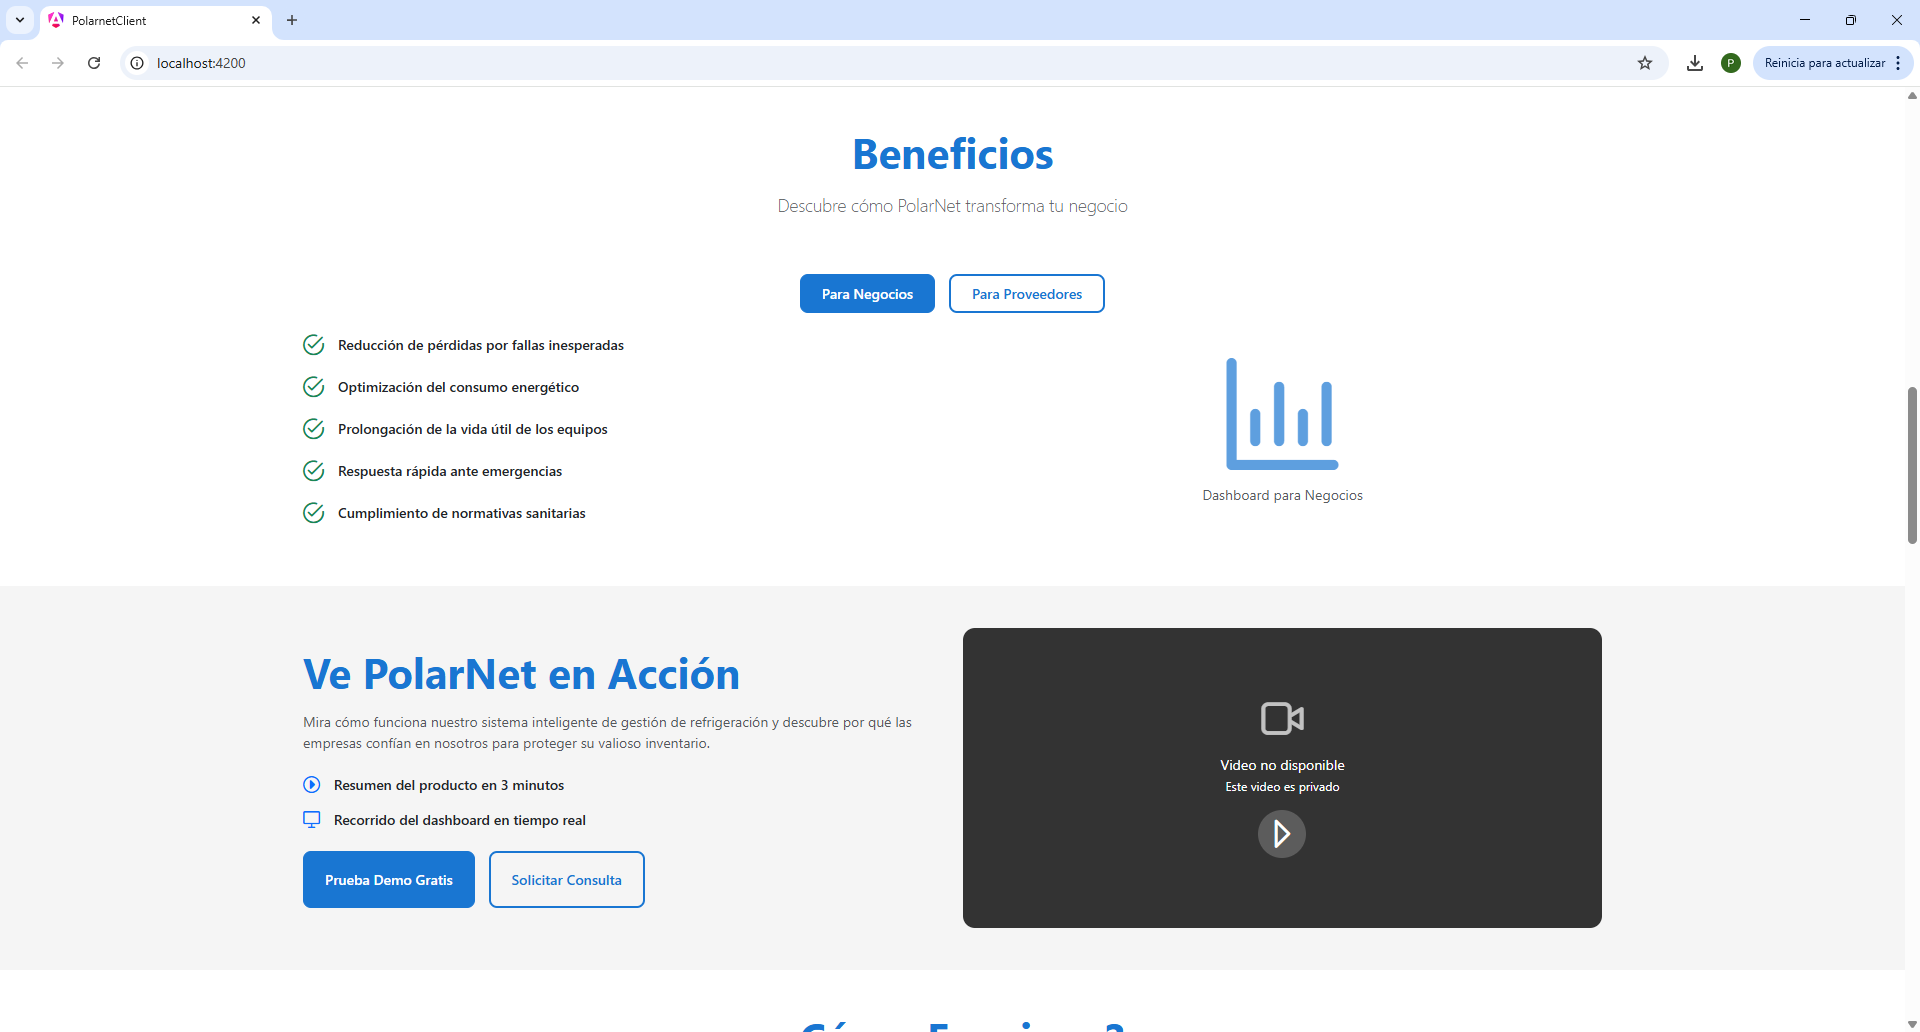 PolarnetClient
localhost:4200
P
Reinicia para actualizar
Beneficios
Descubre cómo PolarNet transforma tu negocio
Para Negocios
Para Proveedores
Reducción de pérdidas por fallas inesperadas
Optimización del consumo energético
Prolongación de la vida útil de los equipos
Respuesta rápida ante emergencias
Cumplimiento de normativas sanitarias
Dashboard para Negocios
Ve PolarNet en Acción
Mira cómo funciona nuestro sistema inteligente de gestión de refrigeración y descubre por qué las
empresas confían en nosotros para proteger su valioso inventario.
Resumen del producto en 3 minutos
Recorrido del dashboard en tiempo real
Prueba Demo Gratis
Solicitar Consulta
Video no disponible
Este video es privado